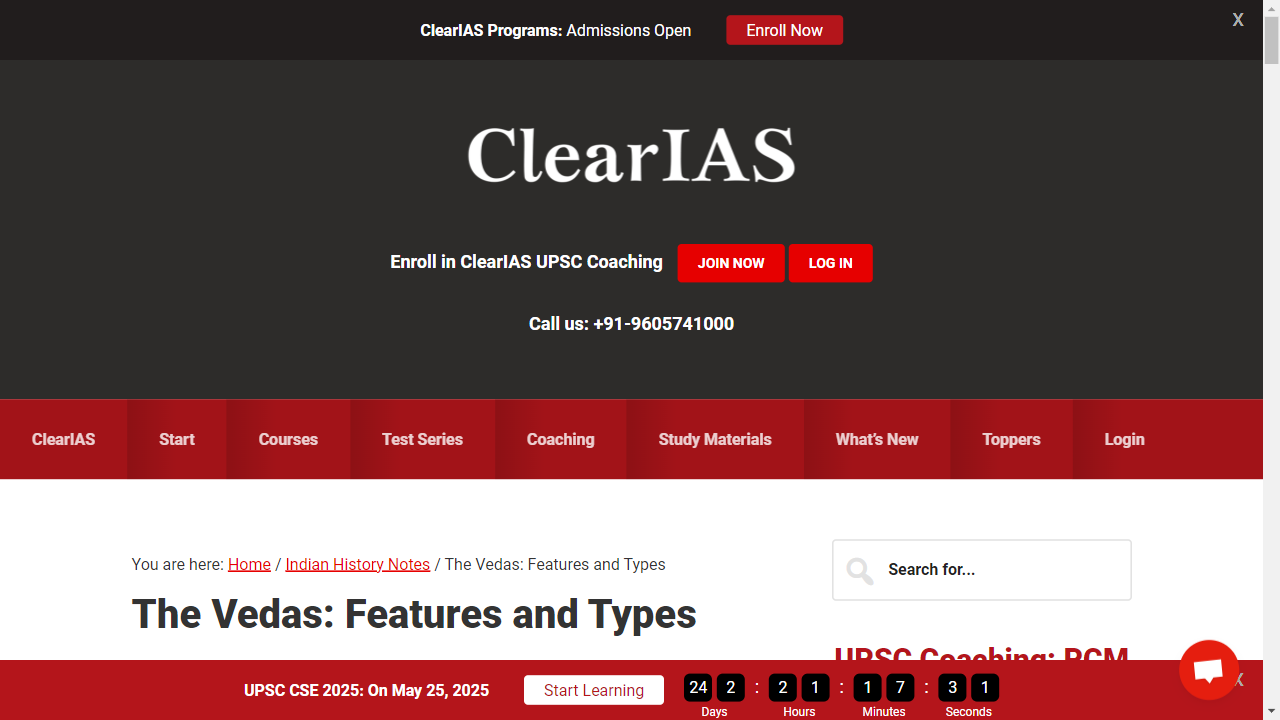 ClearIAS Programs: Admissions Open Enroll Now X
ClearIAS
Enroll in ClearIAS UPSC Coaching JOIN NOW LOG IN
Call us: +91-9605741000
ClearIAS Start Courses Test Series Coaching Study Materials What's New Toppers Login
You are here: Home / Indian History Notes / The Vedas: Features and Types
Search for...
The Vedas: Features and Types
UPSC Coaching: PCM
UPSC CSE 2025: On May 25, 2025 Start Learning 24 2 : 2 1 : 1 7 : 3 1 X
Days Hours Minutes Seconds